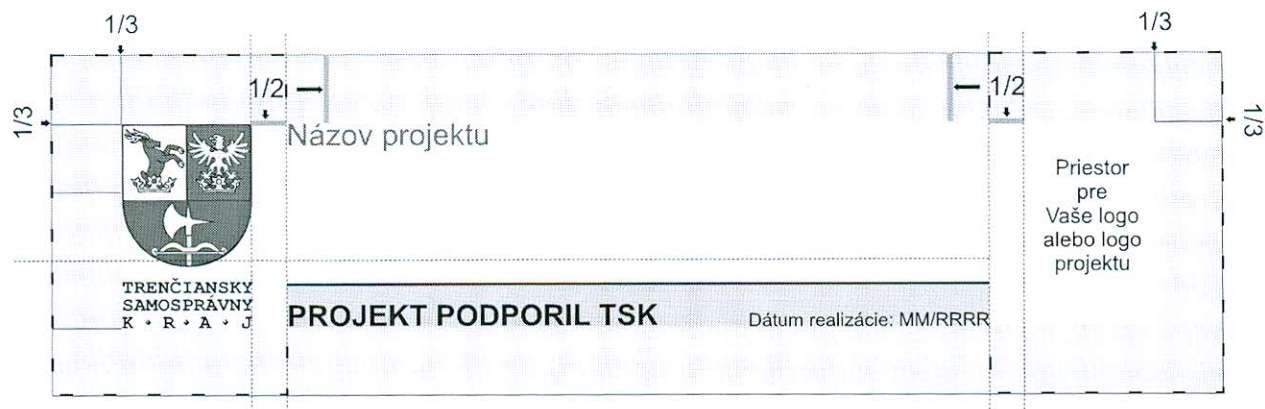 1/3
1/3
1/2
1/2
1/3
1/3
Názov projektu
Priestor
pre
Vaše logo
alebo logo
projektu
TRENČIANSKY
SAMOSPRÁVNY
K · R · A · J
PROJEKT PODPORIL TSK
Dátum realizácie: MM/RRRR